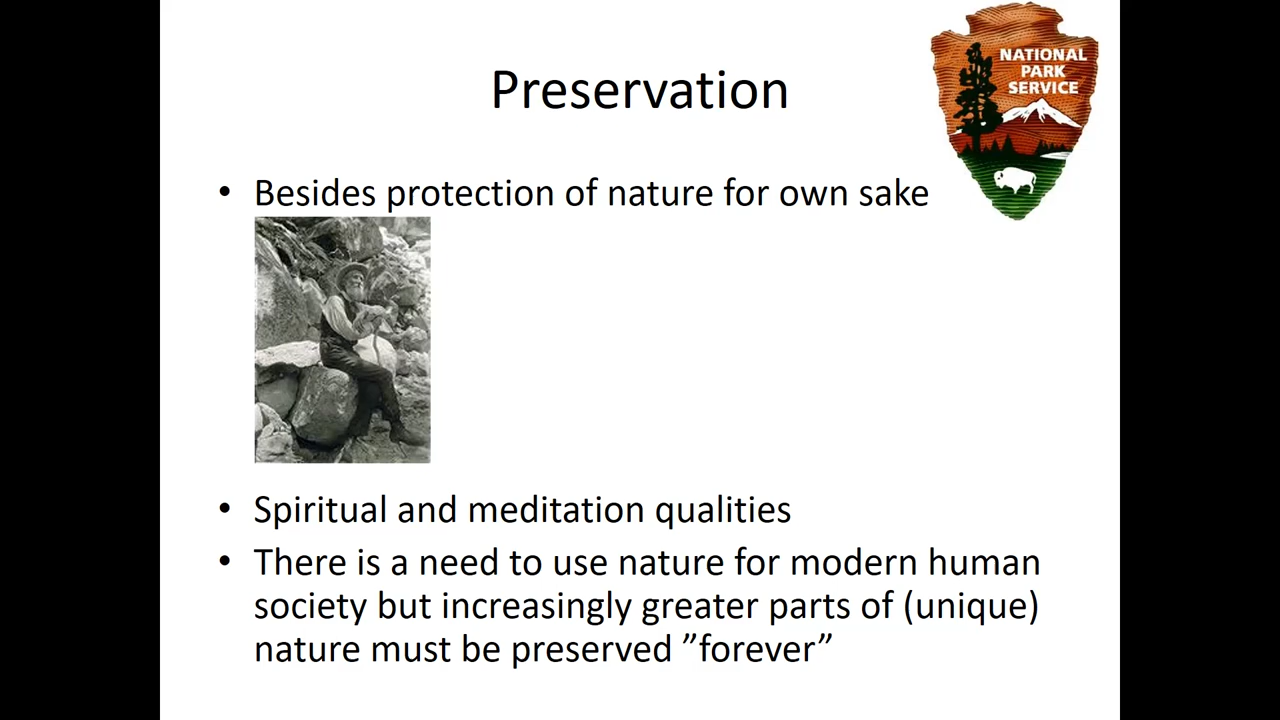 Preservation
NATIONAL
PARK
SERVICE
• Besides protection of nature for own sake
• Spiritual and meditation qualities
• There is a need to use nature for modern human
society but increasingly greater parts of (unique)
nature must be preserved ”forever”